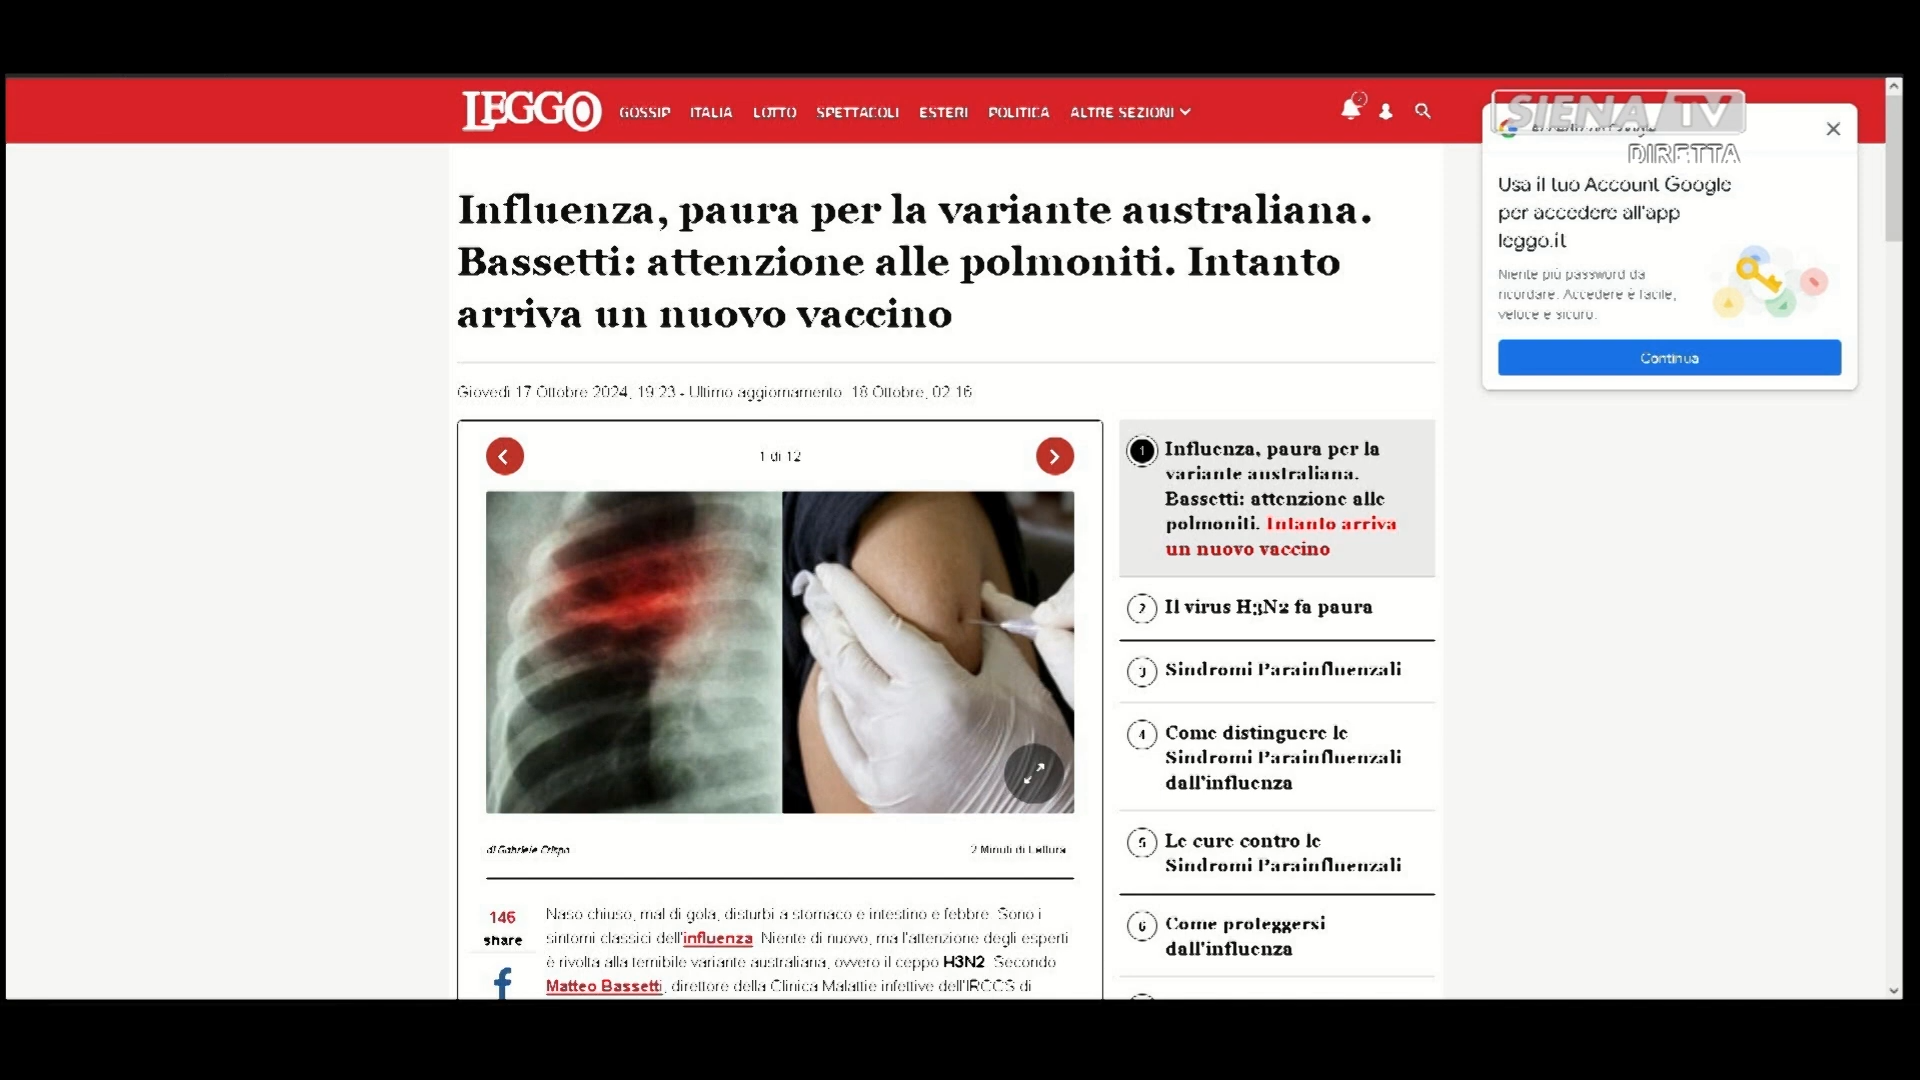 LEGGO
GOSSIP ITALIA LOTTO SPETTACOLI ESTERI POLITICA ALTRE SEZIONI
SIENA TV
DIRETTA
Usa il tuo Account Google
per accedere all'app
leggo.it
Niente più password da
ricordare. Accedere è facile,
veloce e sicuro.
Continua
Influenza, paura per la variante australiana.
Bassetti: attenzione alle polmoniti. Intanto
arriva un nuovo vaccino
Giovedì 17 Ottobre 2024, 19:23 - Ultimo aggiornamento: 18 Ottobre, 02:16
1 di 12
di Gabriele Crispo
2 Minuti di Lettura
146
share
Naso chiuso, mal di gola, disturbi a stomaco e intestino e febbre. Sono i
sintomi classici dell'influenza. Niente di nuovo, ma l'attenzione degli esperti
è rivolta alla temibile variante australiana, ovvero il ceppo H3N2. Secondo
Matteo Bassetti, direttore della Clinica Malattie infettive dell'IRCCS di
1 Influenza, paura per la
variante australiana.
Bassetti: attenzione alle
polmoniti. Intanto arriva
un nuovo vaccino
2 Il virus H3N2 fa paura
3 Sindromi Parainfluenzali
4 Come distinguere le
Sindromi Parainfluenzali
dall'influenza
5 Le cure contro le
Sindromi Parainfluenzali
6 Come proteggersi
dall'influenza